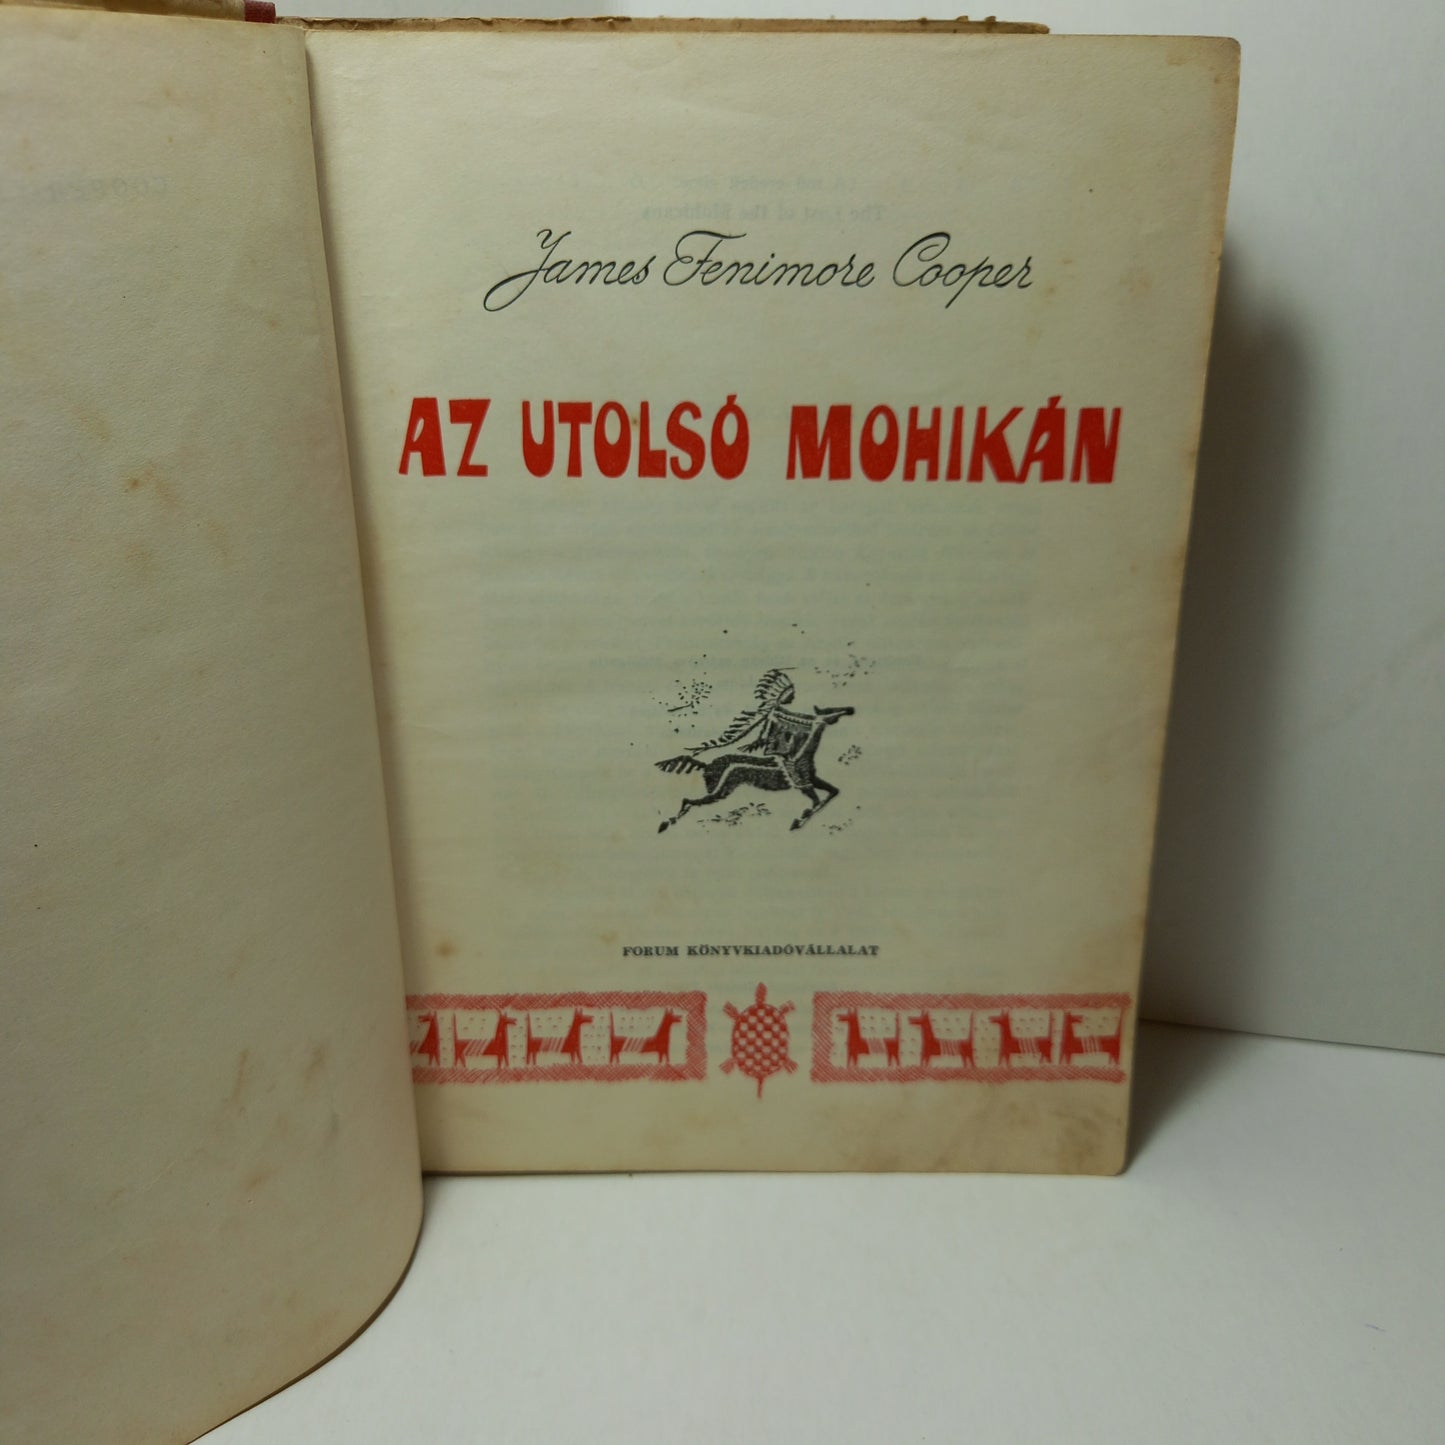 James Fenimore Cooper
AZ UTOLSÓ MOHIKÁN
FORUM KÖNYVKIADÓVÁLLALAT